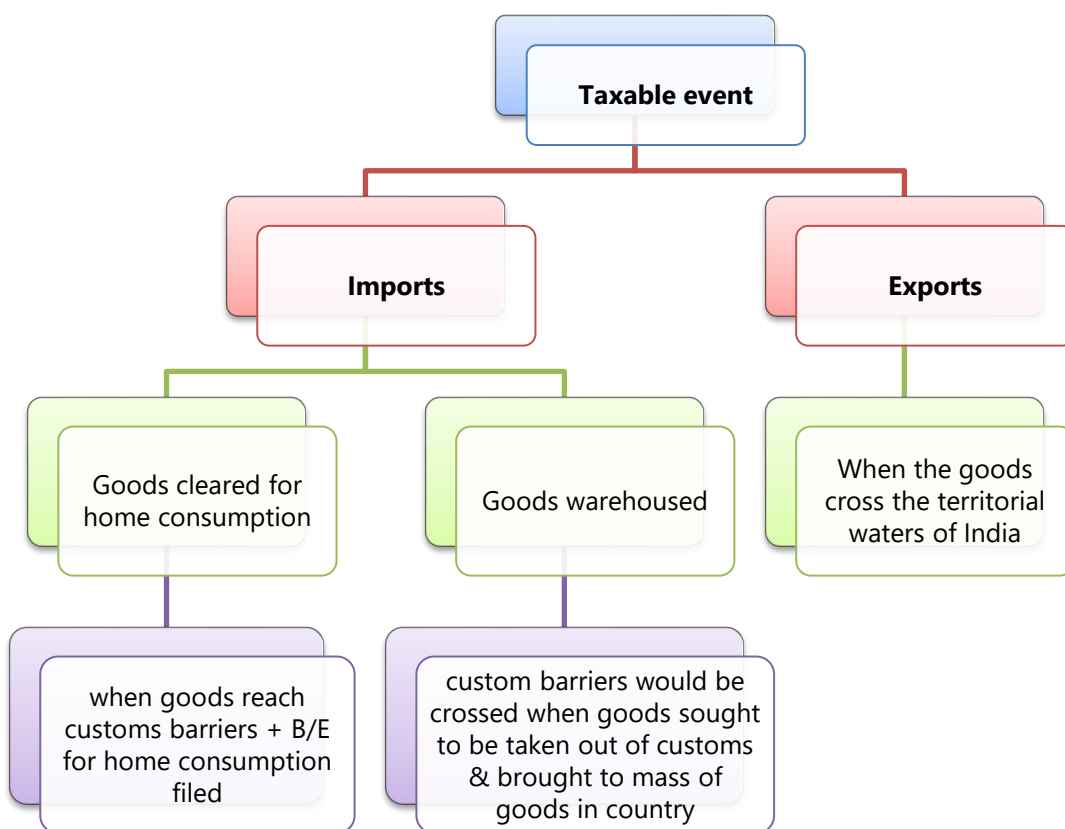 Taxable event
Imports
Exports
Goods cleared for
home consumption
Goods warehoused
When the goods
cross the territorial
waters of India
when goods reach
customs barriers + B/E
for home consumption
filed
custom barriers would be
crossed when goods sought
to be taken out of customs
& brought to mass of
goods in country